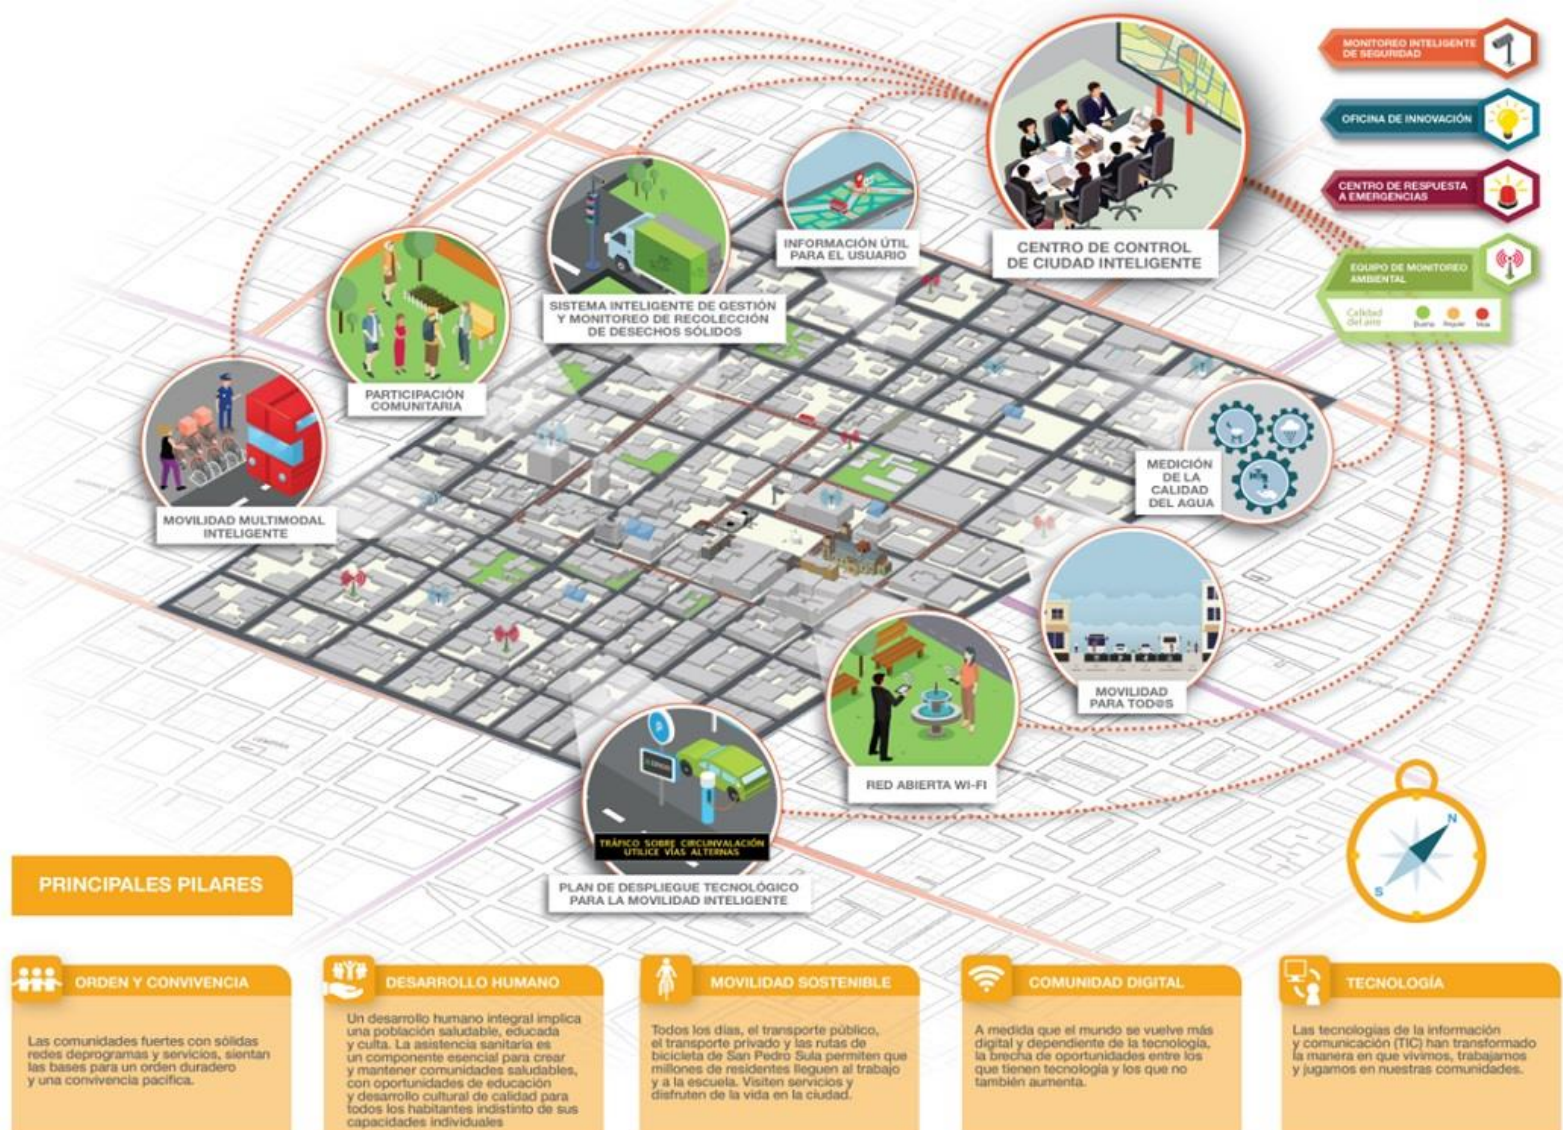 MONITOREO INTELIGENTE
DE SEGURIDAD
OFICINA DE INNOVACIÓN
CENTRO DE RESPUESTA
A EMERGENCIAS
EQUIPO DE MONITOREO
AMBIENTAL
Calidad
del aire
Buena Regular Mala
CENTRO DE CONTROL
DE CIUDAD INTELIGENTE
INFORMACIÓN ÚTIL
PARA EL USUARIO
SISTEMA INTELIGENTE DE GESTIÓN
Y MONITOREO DE RECOLECCIÓN
DE DESECHOS SÓLIDOS
PARTICIPACIÓN
COMUNITARIA
MOVILIDAD MULTIMODAL
INTELIGENTE
MEDICIÓN
DE LA
CALIDAD
DEL AGUA
MOVILIDAD
PARA TOD@S
RED ABIERTA WI-FI
P
TRÁFICO SOBRE CIRCUNVALACIÓN
UTILICE VÍAS ALTERNAS
PLAN DE DESPLIEGUE TECNOLÓGICO
PARA LA MOVILIDAD INTELIGENTE
N
S
PRINCIPALES PILARES
ORDEN Y CONVIVENCIA
Las comunidades fuertes con sólidas
redes deprogramas y servicios, sientan
las bases para un orden duradero
y una convivencia pacífica.
DESARROLLO HUMANO
Un desarrollo humano integral implica
una población saludable, educada
y culta. La asistencia sanitaria es
un componente esencial para crear
y mantener comunidades saludables,
con oportunidades de educación
y desarrollo cultural de calidad para
todos los habitantes indistinto de sus
capacidades individuales
MOVILIDAD SOSTENIBLE
Todos los días, el transporte público,
el transporte privado y las rutas de
bicicleta de San Pedro Sula permiten que
millones de residentes lleguen al trabajo
y a la escuela. Visiten servicios y
disfruten de la vida en la ciudad.
COMUNIDAD DIGITAL
A medida que el mundo se vuelve más
digital y dependiente de la tecnología,
la brecha de oportunidades entre los
que tienen tecnología y los que no
también aumenta.
TECNOLOGÍA
Las tecnologías de la información
y comunicación (TIC) han transformado
la manera en que vivimos, trabajamos
y jugamos en nuestras comunidades.